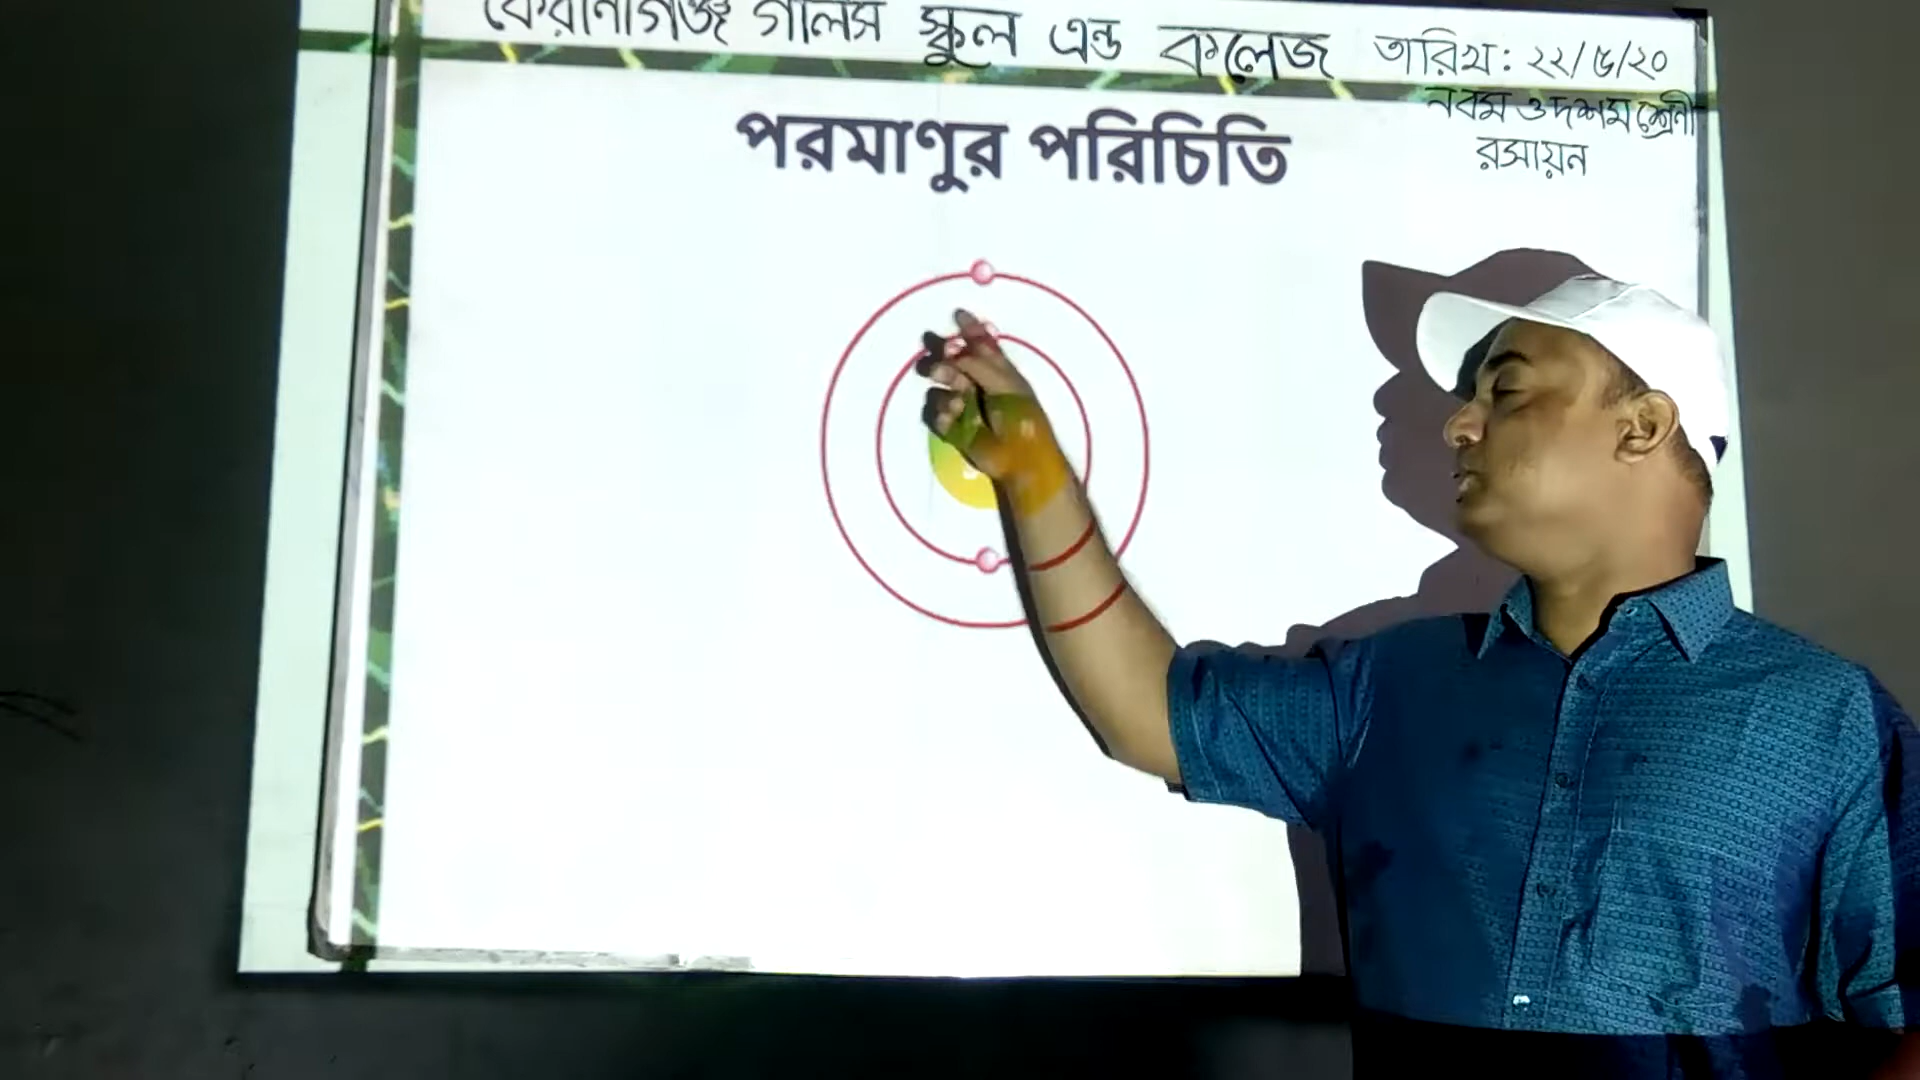 কেরানীগঞ্জ গার্লস স্কুল এন্ড কলেজ তারিখ: ২২/৫/২০
নবম ও দশম শ্রেনী
রসায়ন
পরমাণুর পরিচিতি